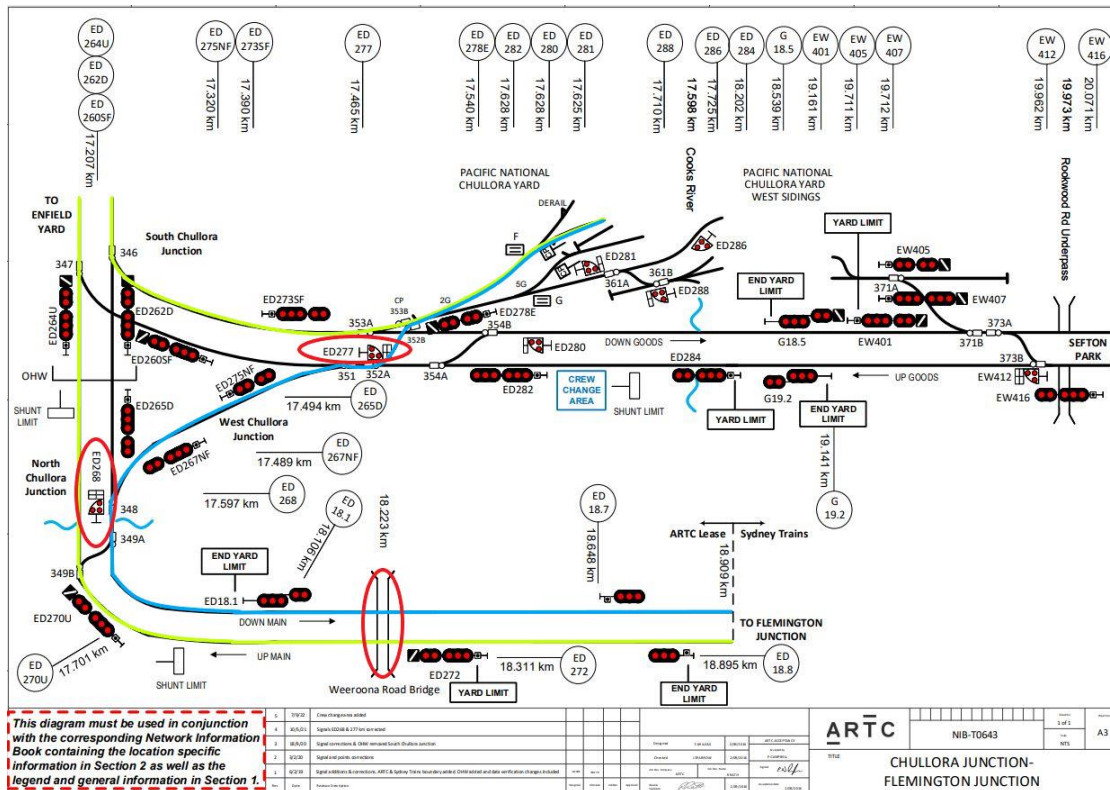 ED
264U
ED
262D
ED
260SF
17.207 km
ED
275NF
17.320 km
ED
273SF
17.390 km
ED
277
17.465 km
ED
278E
17.540 km
ED
282
17.628 km
ED
280
17.628 km
ED
281
17.625 km
ED
288
17.710 km
17.598 km
Cooks River
ED
286
17.725 km
ED
284
18.202 km
G
18.5
18.539 km
EW
401
19.161 km
EW
405
19.711 km
EW
407
19.712 km
EW
412
19.962 km
19.973 km
Rookwood Rd Underpass
EW
416
20.071 km
PACIFIC NATIONAL
CHULLORA YARD
PACIFIC NATIONAL
CHULLORA YARD
WEST SIDINGS
TO
ENFIELD
YARD
South Chullora
Junction
DERAIL
F
YARD LIMIT
346
347
ED286
ED281
EW405
361B
361A
ED288
END YARD
LIMIT
371A
EW407
5G
G
ED264U
ED262D
ED273SF
CP
353B
2G
ED278E
353A
352B
354B
G18.5
EW401
371B
373A
ED260SF
ED277
ED280
DOWN GOODS
SEFTON
PARK
373B
OHW
ED275NF
351
352A
354A
ED282
ED284
UP GOODS
EW412
CREW
CHANGE
AREA
G19.2
EW416
SHUNT
LIMIT
ED265D
17.494 km
ED
265D
SHUNT LIMIT
YARD LIMIT
END YARD
LIMIT
West Chullora
Junction
ED267NF
17.489 km
ED
267NF
19.141 km
North
Chullora
Junction
ED268
17.597 km
ED
268
G
19.2
348
349A
ED
18.1
18.106 km
18.223 km
ED
18.7
18.648 km
ARTC Lease
Sydney Trains
18.909 km
349B
END YARD
LIMIT
ED18.1
DOWN MAIN
ED270U
TO FLEMINGTON
JUNCTION
UP MAIN
ED
270U
17.701 km
SHUNT LIMIT
Weeroona Road Bridge
ED272
18.311 km
ED
272
YARD LIMIT
18.895 km
ED
18.8
END YARD
LIMIT
This diagram must be used in conjunction
with the corresponding Network Information
Book containing the location specific
information in Section 2 as well as the
legend and general information in Section 1.
Crew change area added
ARTC
NIB-T0643
1 of 1
NTS
A3
TITLE
CHULLORA JUNCTION-
FLEMINGTON JUNCTION